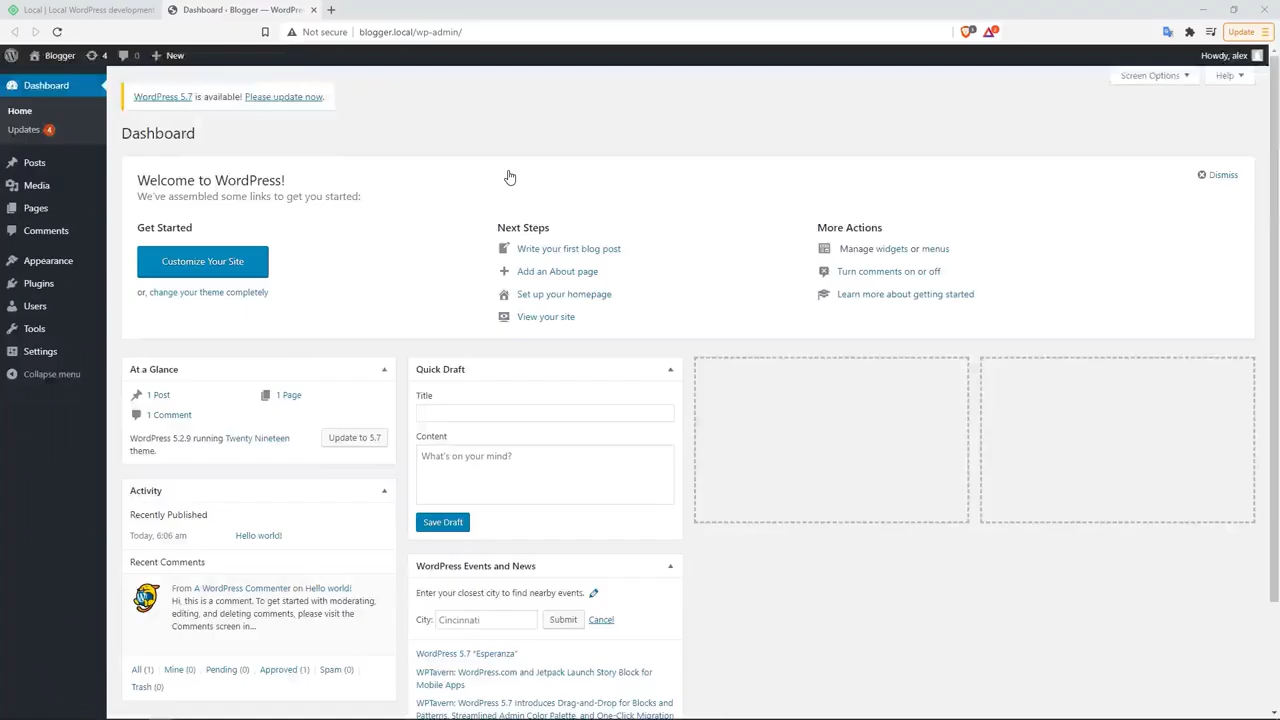 Local | Local WordPress development
Dashboard ‹ Blogger — WordPre
Not secure
blogger.local/wp-admin/
Update
Blogger
4
0
New
Howdy, alex
Dashboard
Home
Updates 4
Posts
Media
Pages
Comments
Appearance
Plugins
Users
Tools
Settings
Collapse menu
Screen Options
Help
WordPress 5.7 is available! Please update now.
Dashboard
Welcome to WordPress!
We've assembled some links to get you started:
Dismiss
Get Started
Customize Your Site
or, change your theme completely
Next Steps
Write your first blog post
Add an About page
Set up your homepage
View your site
More Actions
Manage widgets or menus
Turn comments on or off
Learn more about getting started
At a Glance
1 Post
1 Page
1 Comment
WordPress 5.2.9 running Twenty Nineteen
theme.
Update to 5.7
Activity
Recently Published
Today, 6:06 am
Hello world!
Recent Comments
From A WordPress Commenter on Hello world!
Hi, this is a comment. To get started with moderating,
editing, and deleting comments, please visit the
Comments screen in…
All (1) | Mine (0) | Pending (0) | Approved (1) | Spam (0) |
Trash (0)
Quick Draft
Title
Content
What's on your mind?
Save Draft
WordPress Events and News
Enter your closest city to find nearby events.
City: Cincinnati Submit Cancel
WordPress 5.7 "Esperanza"
WPTavern: WordPress.com and Jetpack Launch Story Block for
Mobile Apps
WPTavern: WordPress 5.7 Introduces Drag-and-Drop for Blocks and
Patterns, Streamlined Admin Color Palette, and One-Click Migration